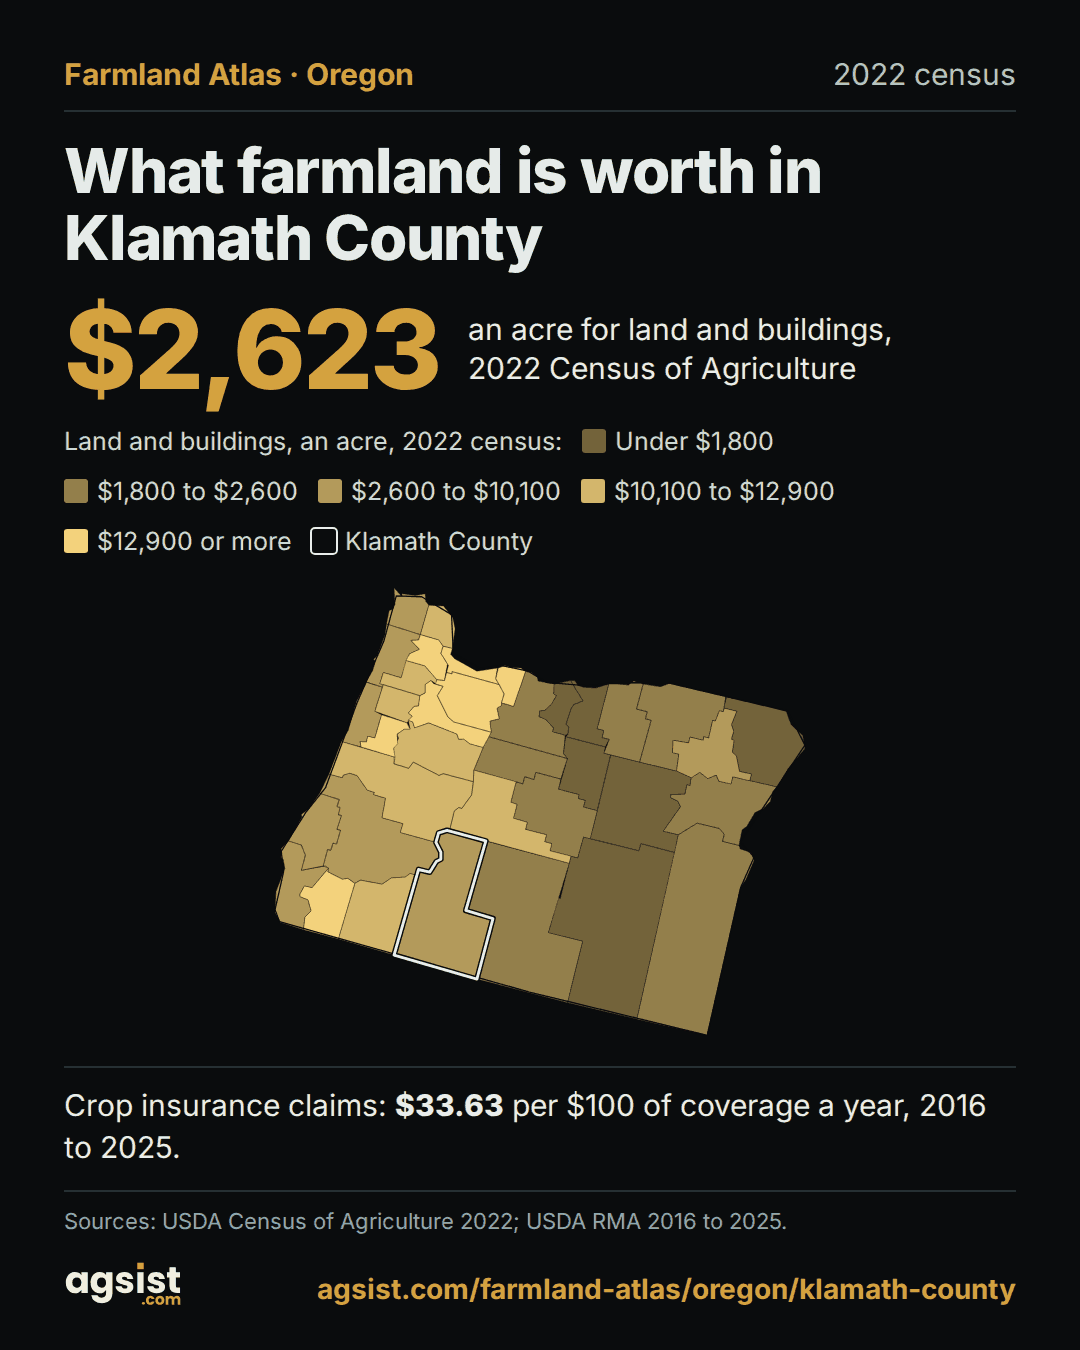 Farmland Atlas · Oregon
2022 census
What farmland is worth in
Klamath County
$2,623
an acre for land and buildings,
2022 Census of Agriculture
Land and buildings, an acre, 2022 census: Under $1,800
$1,800 to $2,600 $2,600 to $10,100 $10,100 to $12,900
$12,900 or more Klamath County
Crop insurance claims: $33.63 per $100 of coverage a year, 2016
to 2025.
Sources: USDA Census of Agriculture 2022; USDA RMA 2016 to 2025.
agsist
.com
agsist.com/farmland-atlas/oregon/klamath-county